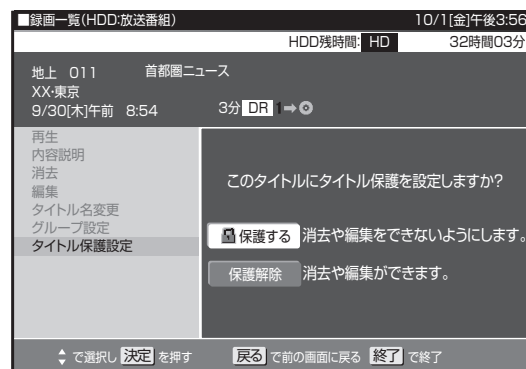 ■録画一覧(HDD:放送番組) 10/1[金]午後3:56
HDD残時間: HD 32時間03分
地上 011 首都圏ニュース
XX・東京
9/30[木]午前 8:54 3分 DR 1➡◎
再生
内容説明
消去
編集
タイトル名変更
グループ設定
タイトル保護設定
このタイトルにタイトル保護を設定しますか?
保護する 消去や編集をできないようにします。
保護解除 消去や編集ができます。
で選択し 決定 を押す 戻る で前の画面に戻る 終了 で終了